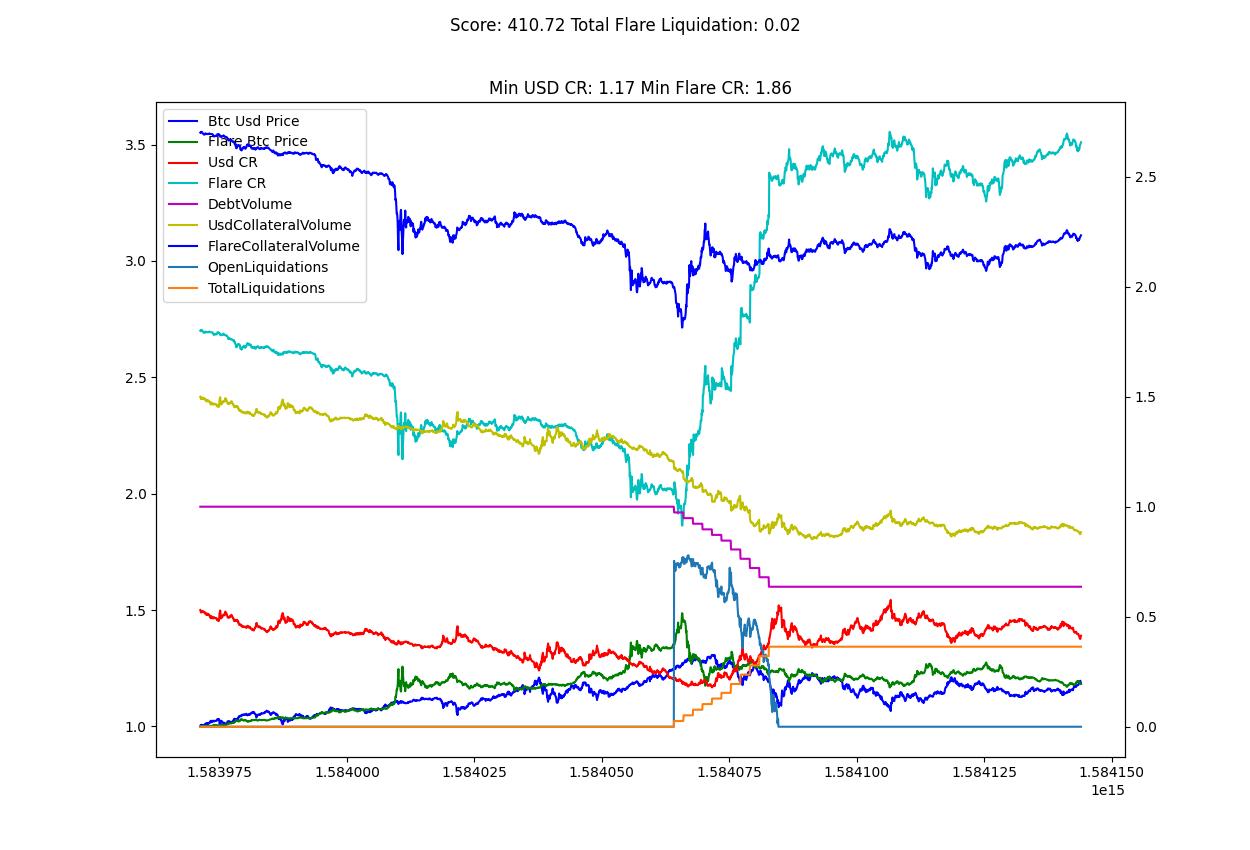 Score: 410.72 Total Flare Liquidation: 0.02
Min USD CR: 1.17 Min Flare CR: 1.86
Btc Usd Price
Flare Btc Price
Usd CR
Flare CR
DebtVolume
UsdCollateralVolume
FlareCollateralVolume
OpenLiquidations
TotalLiquidations
3.5
3.0
2.5
2.0
1.5
1.0
2.5
2.0
1.5
1.0
0.5
0.0
1.583975 1.584000 1.584025 1.584050 1.584075 1.584100 1.584125 1.584150
1e15